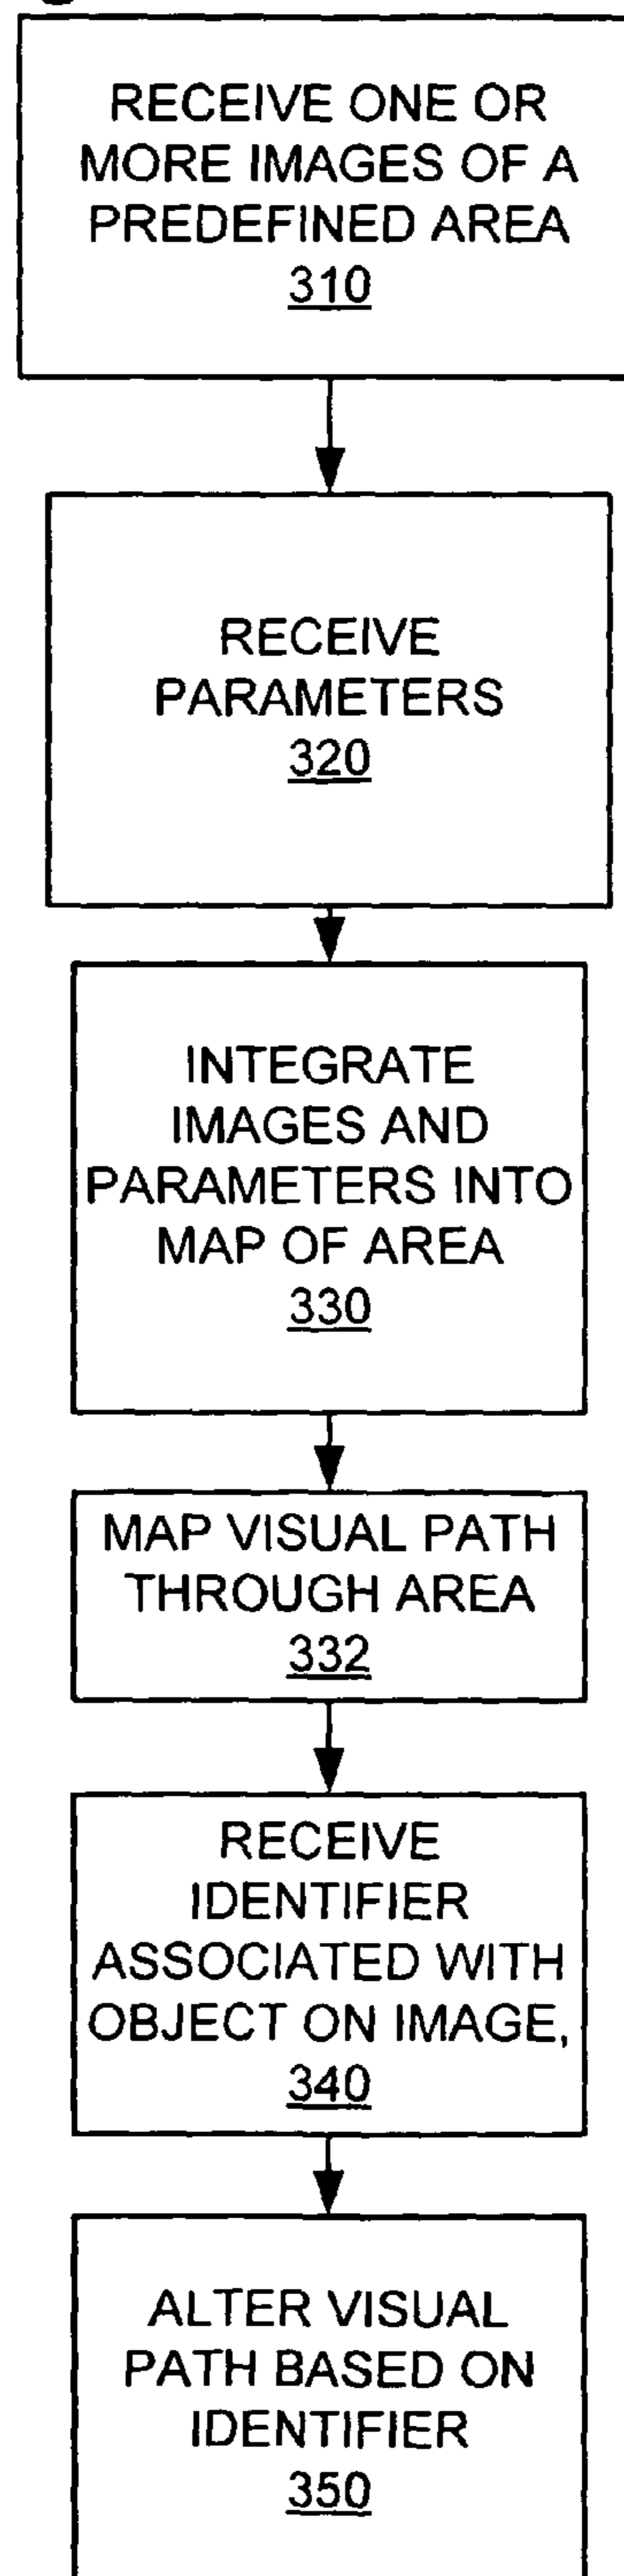 RECEIVE ONE OR
MORE IMAGES OF A
PREDEFINED AREA
310
RECEIVE
PARAMETERS
320
INTEGRATE
IMAGES AND
PARAMETERS INTO
MAP OF AREA
330
MAP VISUAL PATH
THROUGH AREA
332
RECEIVE
IDENTIFIER
ASSOCIATED WITH
OBJECT ON IMAGE,
340
ALTER VISUAL
PATH BASED ON
IDENTIFIER
350